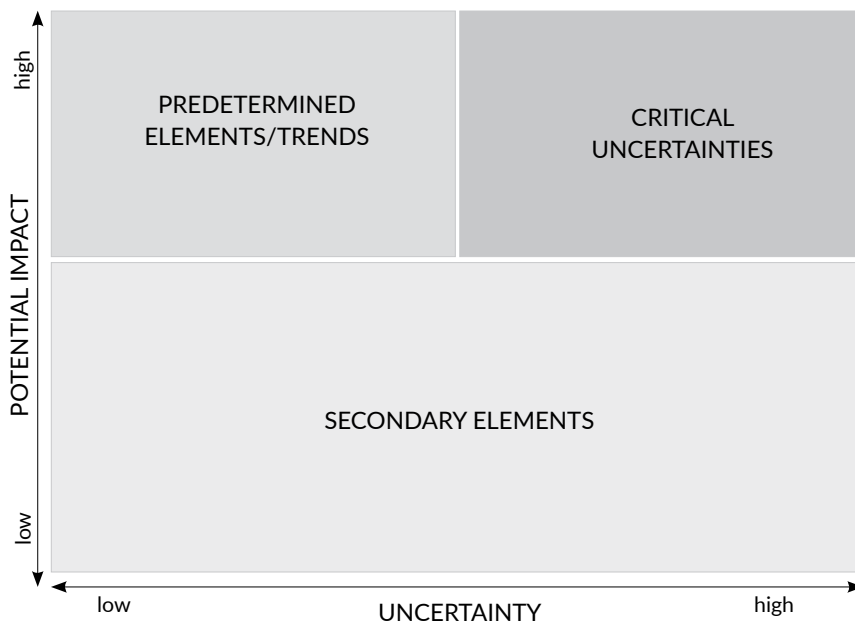 high
PREDETERMINED
ELEMENTS/TRENDS
CRITICAL
UNCERTAINTIES
POTENTIAL IMPACT
SECONDARY ELEMENTS
low
low
UNCERTAINTY
high